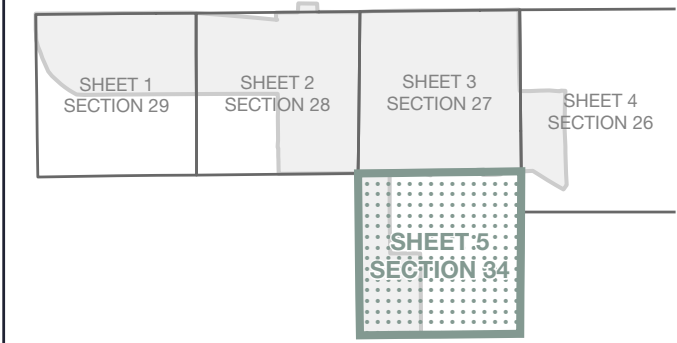 SHEET 1
SECTION 29
SHEET 2
SECTION 28
SHEET 3
SECTION 27
SHEET 4
SECTION 26
SHEET 5
SECTION 34